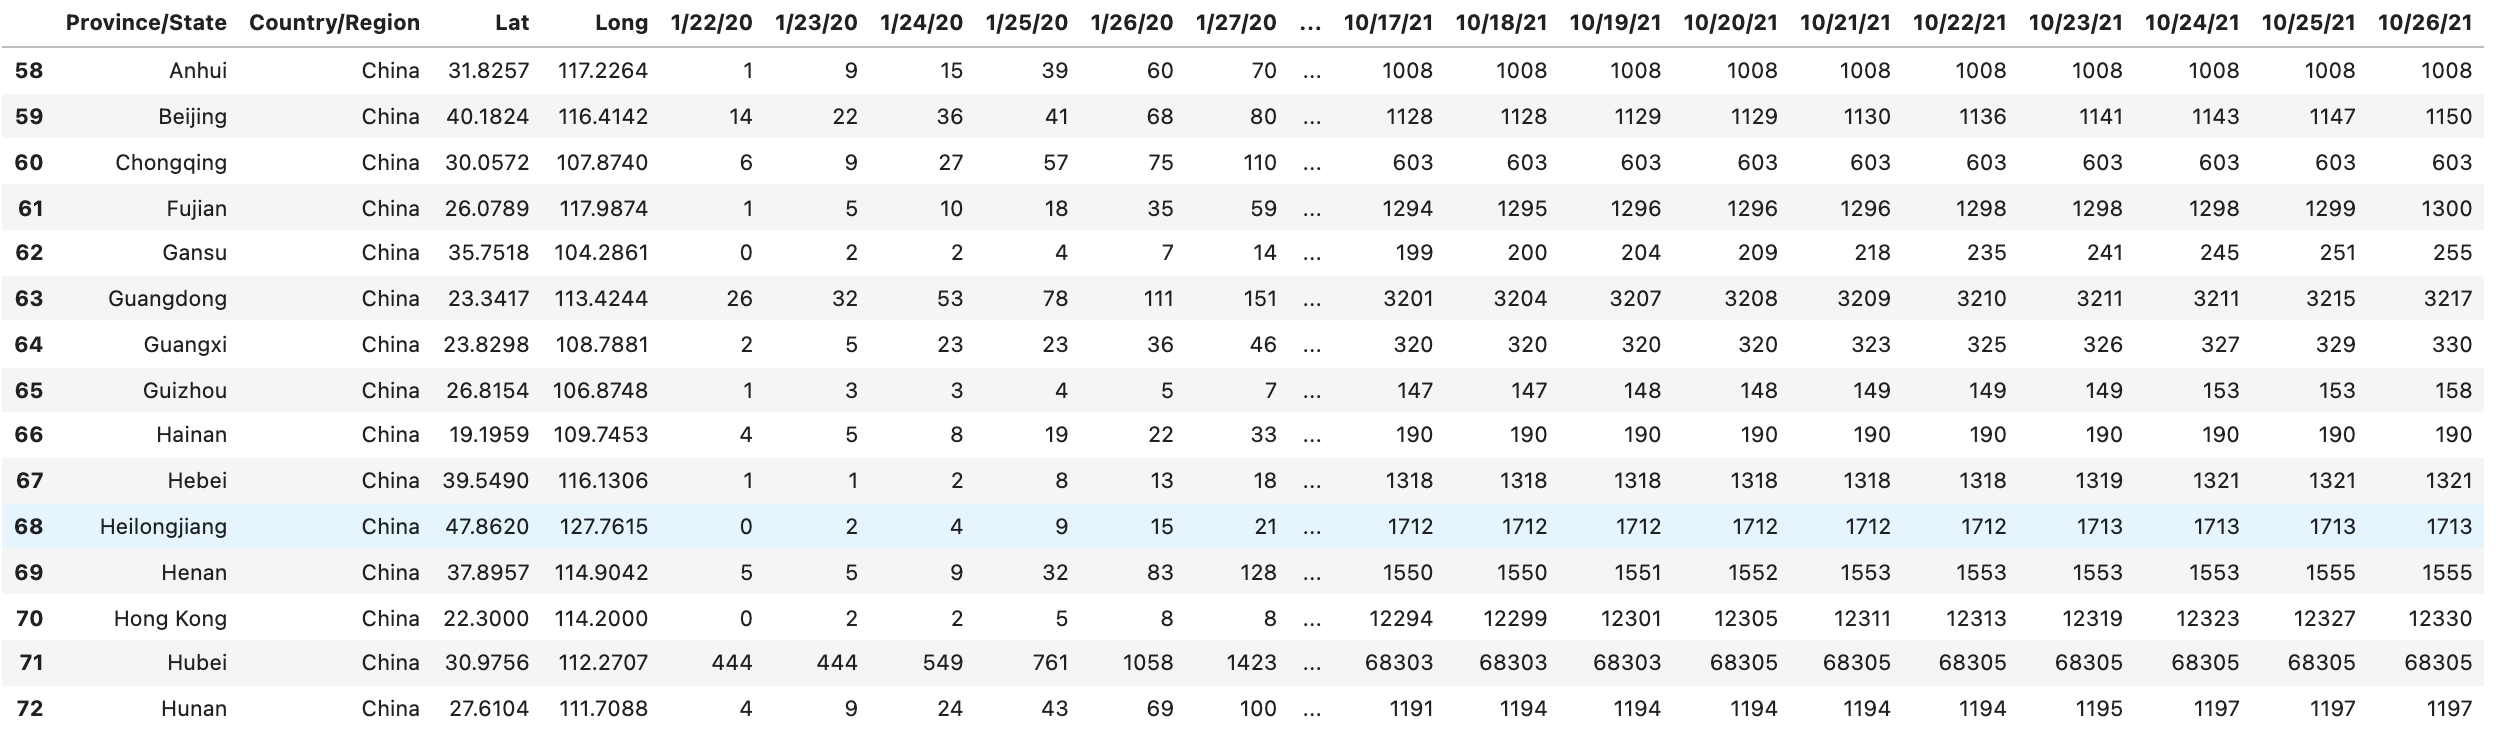 Province/State Country/Region Lat Long 1/22/20 1/23/20 1/24/20 1/25/20 1/26/20 1/27/20 ... 10/17/21 10/18/21 10/19/21 10/20/21 10/21/21 10/22/21 10/23/21 10/24/21 10/25/21 10/26/21
58 Anhui China 31.8257 117.2264 1 9 15 39 60 70 ... 1008 1008 1008 1008 1008 1008 1008 1008 1008 1008
59 Beijing China 40.1824 116.4142 14 22 36 41 68 80 ... 1128 1128 1129 1129 1130 1136 1141 1143 1147 1150
60 Chongqing China 30.0572 107.8740 6 9 27 57 75 110 ... 603 603 603 603 603 603 603 603 603 603
61 Fujian China 26.0789 117.9874 1 5 10 18 35 59 ... 1294 1295 1296 1296 1296 1298 1298 1298 1299 1300
62 Gansu China 35.7518 104.2861 0 2 2 4 7 14 ... 199 200 204 209 218 235 241 245 251 255
63 Guangdong China 23.3417 113.4244 26 32 53 78 111 151 ... 3201 3204 3207 3208 3209 3210 3211 3211 3215 3217
64 Guangxi China 23.8298 108.7881 2 5 23 23 36 46 ... 320 320 320 320 323 325 326 327 329 330
65 Guizhou China 26.8154 106.8748 1 3 3 4 5 7 ... 147 147 148 148 149 149 149 153 153 158
66 Hainan China 19.1959 109.7453 4 5 8 19 22 33 ... 190 190 190 190 190 190 190 190 190 190
67 Hebei China 39.5490 116.1306 1 1 2 8 13 18 ... 1318 1318 1318 1318 1318 1318 1319 1321 1321 1321
68 Heilongjiang China 47.8620 127.7615 0 2 4 9 15 21 ... 1712 1712 1712 1712 1712 1712 1713 1713 1713 1713
69 Henan China 37.8957 114.9042 5 5 9 32 83 128 ... 1550 1550 1551 1552 1553 1553 1553 1553 1555 1555
70 Hong Kong China 22.3000 114.2000 0 2 2 5 8 8 ... 12294 12299 12301 12305 12311 12313 12319 12323 12327 12330
71 Hubei China 30.9756 112.2707 444 444 549 761 1058 1423 ... 68303 68303 68303 68305 68305 68305 68305 68305 68305 68305
72 Hunan China 27.6104 111.7088 4 9 24 43 69 100 ... 1191 1194 1194 1194 1194 1194 1195 1197 1197 1197